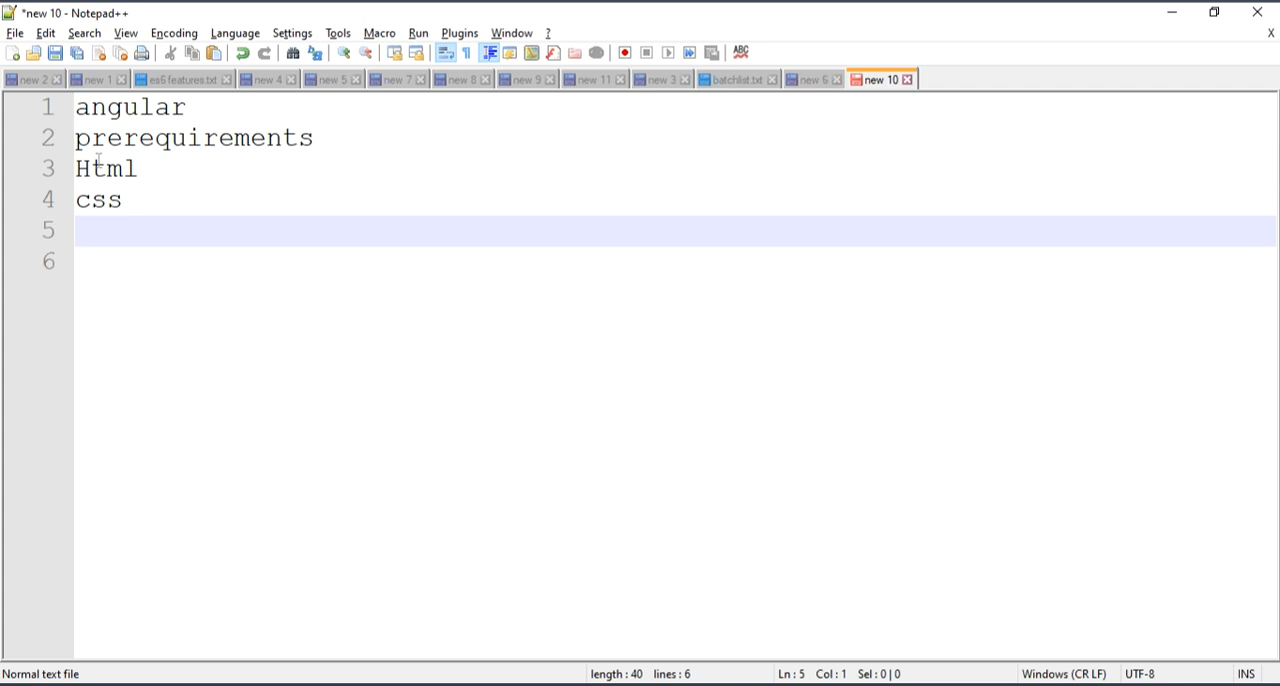 *new 10 - Notepad++
File Edit Search View Encoding Language Settings Tools Macro Run Plugins Window ? X
new 2 new 1 es6 features.txt new 4 new 5 new 7 new 8 new 9 new 11 new 3 batchlist.txt new 6 new 10
1 angular
2 prerequirements
3 Html
4 css
5
6
Normal text file length : 40 lines : 6 Ln : 5 Col : 1 Sel : 0 | 0 Windows (CR LF) UTF-8 INS